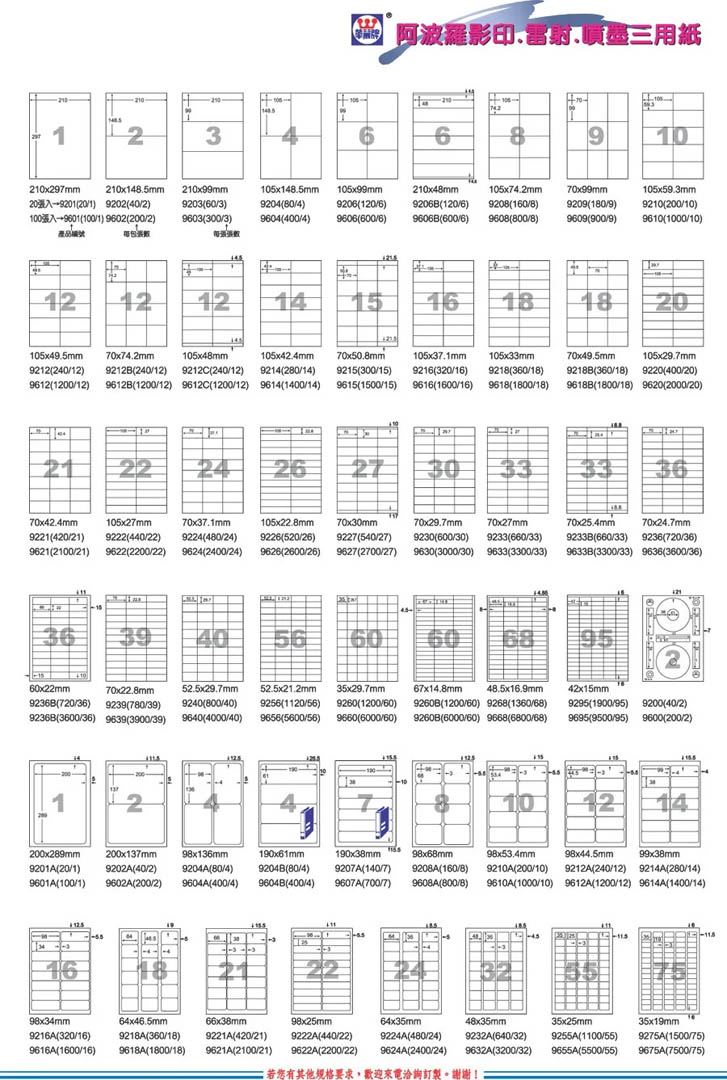 華麗牌
®
阿波羅影印.雷射.噴墨三用紙
1 2 3 4 6 6 8 9 10
210x297mm 210x148.5mm 210x99mm 105x148.5mm 105x99mm 210x48mm 105x74.2mm 70x99mm 105x59.3mm
20張入→9201(20/1) 9202(40/2) 9203(60/3) 9204(80/4) 9206(120/6) 9206B(120/6) 9208(160/8) 9209(180/9) 9210(200/10)
100張入→9601(100/1) 9602(200/2) 9603(300/3) 9604(400/4) 9606(600/6) 9606B(600/6) 9608(800/8) 9609(900/9) 9610(1000/10)
產品編號 每包張數 每張張數
12 12 12 14 15 16 18 18 20
105x49.5mm 70x74.2mm 105x48mm 105x42.4mm 70x50.8mm 105x37.1mm 105x33mm 70x49.5mm 105x29.7mm
9212(240/12) 9212B(240/12) 9212C(240/12) 9214(280/14) 9215(300/15) 9216(320/16) 9218(360/18) 9218B(360/18) 9220(400/20)
9612(1200/12) 9612B(1200/12) 9612C(1200/12) 9614(1400/14) 9615(1500/15) 9616(1600/16) 9618(1800/18) 9618B(1800/18) 9620(2000/20)
21 22 24 26 27 30 33 33 36
70x42.4mm 105x27mm 70x37.1mm 105x22.8mm 70x30mm 70x29.7mm 70x27mm 70x25.4mm 70x24.7mm
9221(420/21) 9222(440/22) 9224(480/24) 9226(520/26) 9227(540/27) 9230(600/30) 9233(660/33) 9233B(660/33) 9236(720/36)
9621(2100/21) 9622(2200/22) 9624(2400/24) 9626(2600/26) 9627(2700/27) 9630(3000/30) 9633(3300/33) 9633B(3300/33) 9636(3600/36)
36 39 40 56 60 60 68 95 2
60x22mm 70x22.8mm 52.5x29.7mm 52.5x21.2mm 35x29.7mm 67x14.8mm 48.5x16.9mm 42x15mm
9236B(720/36) 9239(780/39) 9240(800/40) 9256(1120/56) 9260(1200/60) 9260B(1200/60) 9268(1360/68) 9295(1900/95) 9200(40/2)
9236B(3600/36) 9639(3900/39) 9640(4000/40) 9656(5600/56) 9660(6000/60) 9260B(6000/60) 9668(6800/68) 9695(9500/95) 9600(200/2)
1 2 4 4 7 8 10 12 14
200x289mm 200x137mm 98x136mm 190x61mm 190x38mm 98x68mm 98x53.4mm 98x44.5mm 99x38mm
9201A(20/1) 9202A(40/2) 9204A(80/4) 9204B(80/4) 9207A(140/7) 9208A(160/8) 9210A(200/10) 9212A(240/12) 9214A(280/14)
9601A(100/1) 9602A(200/2) 9604A(400/4) 9604B(400/4) 9607A(700/7) 9608A(800/8) 9610A(1000/10) 9612A(1200/12) 9614A(1400/14)
16 18 21 22 24 32 55 75
98x34mm 64x46.5mm 66x38mm 98x25mm 64x35mm 48x35mm 35x25mm 35x19mm
9216A(320/16) 9218A(360/18) 9221A(420/21) 9222A(440/22) 9224A(480/24) 9232A(640/32) 9255A(1100/55) 9275A(1500/75)
9616A(1600/16) 9618A(1800/18) 9621A(2100/21) 9622A(2200/22) 9624A(2400/24) 9632A(3200/32) 9655A(5500/55) 9675A(7500/75)
若您有其他規格要求，歡迎來電洽詢訂製。謝謝！